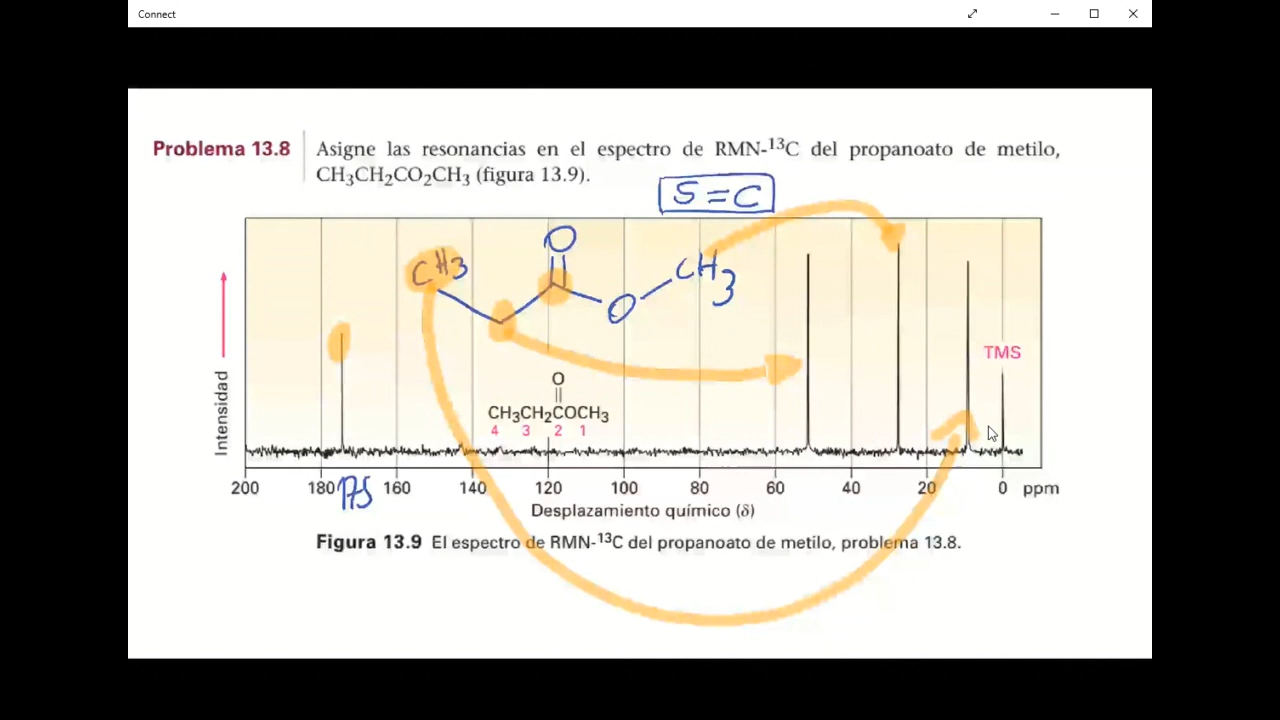 Connect
Problema 13.8 Asigne las resonancias en el espectro de RMN-¹³C del propanoato de metilo,
CH₃CH₂CO₂CH₃ (figura 13.9).
S=C
O
CH3
O
CH3
TMS
Intensidad
O
CH₃CH₂COCH₃
4 3 2 1
200 180 160 140 120 100 80 60 40 20 0 ppm
175
Desplazamiento químico (δ)
Figura 13.9 El espectro de RMN-¹³C del propanoato de metilo, problema 13.8.